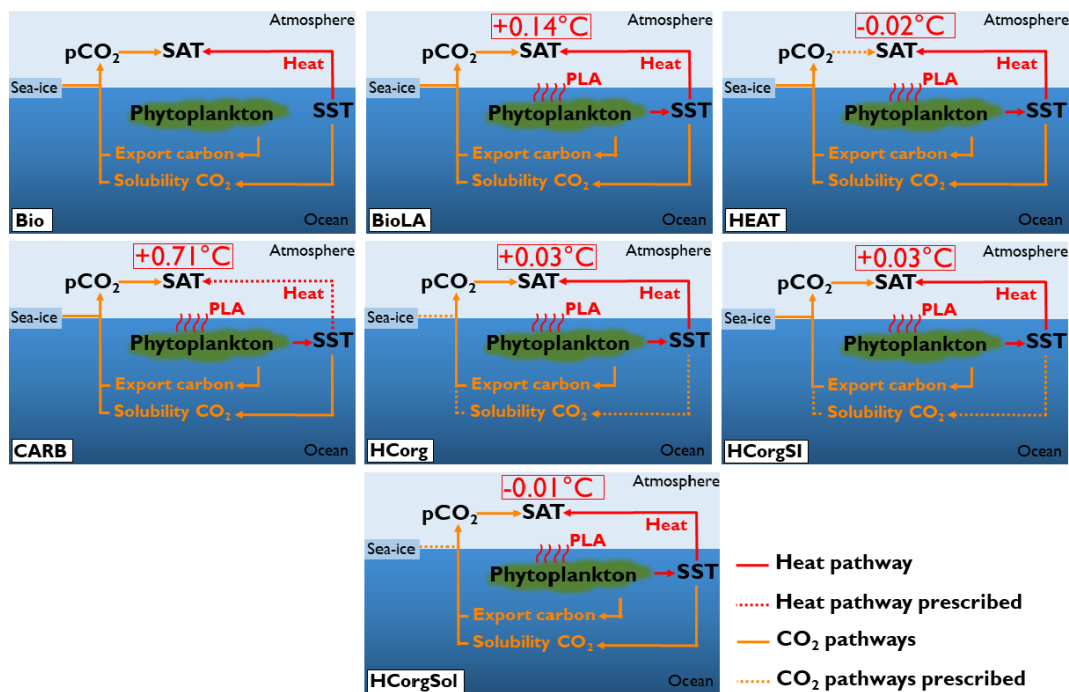 Atmosphere
pCO₂ SAT
Heat
Sea-ice
Phytoplankton SST
Export carbon
Solubility CO₂
Bio
Ocean
+0.14°C
Atmosphere
pCO₂ SAT
Heat
Sea-ice
PLA
Phytoplankton SST
Export carbon
Solubility CO₂
BioLA
Ocean
-0.02°C
Atmosphere
pCO₂ SAT
Heat
Sea-ice
PLA
Phytoplankton SST
Export carbon
Solubility CO₂
HEAT
Ocean
+0.71°C
Atmosphere
pCO₂ SAT
Heat
Sea-ice
PLA
Phytoplankton SST
Export carbon
Solubility CO₂
CARB
Ocean
+0.03°C
Atmosphere
pCO₂ SAT
Heat
Sea-ice
PLA
Phytoplankton SST
Export carbon
Solubility CO₂
HCorg
Ocean
+0.03°C
Atmosphere
pCO₂ SAT
Heat
Sea-ice
PLA
Phytoplankton SST
Export carbon
Solubility CO₂
HCorgSI
Ocean
-0.01°C
Atmosphere
pCO₂ SAT
Heat
Sea-ice
PLA
Phytoplankton SST
Export carbon
Solubility CO₂
HCorgSol
Ocean
Heat pathway
Heat pathway prescribed
CO₂ pathways
CO₂ pathways prescribed